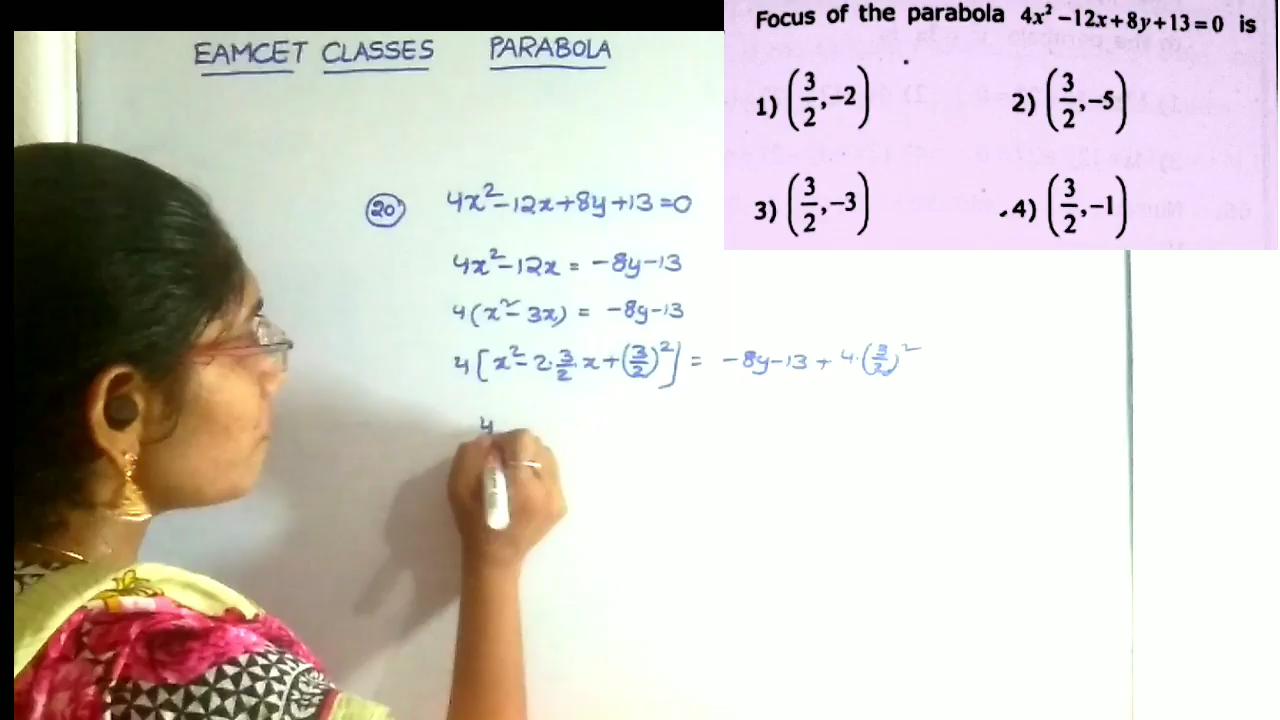 EAMCET CLASSES PARABOLA
Focus of the parabola 4x² −12x+8y+13=0 is
1) (3/2, −2) 2) (3/2, −5)
3) (3/2, −3) 4) (3/2, −1)
20 4x²−12x+8y+13=0
4x²−12x = −8y−13
4(x²−3x) = −8y−13
4[x²−2·3/2 x+(3/2)²] = −8y−13 + 4·(3/2)²
4